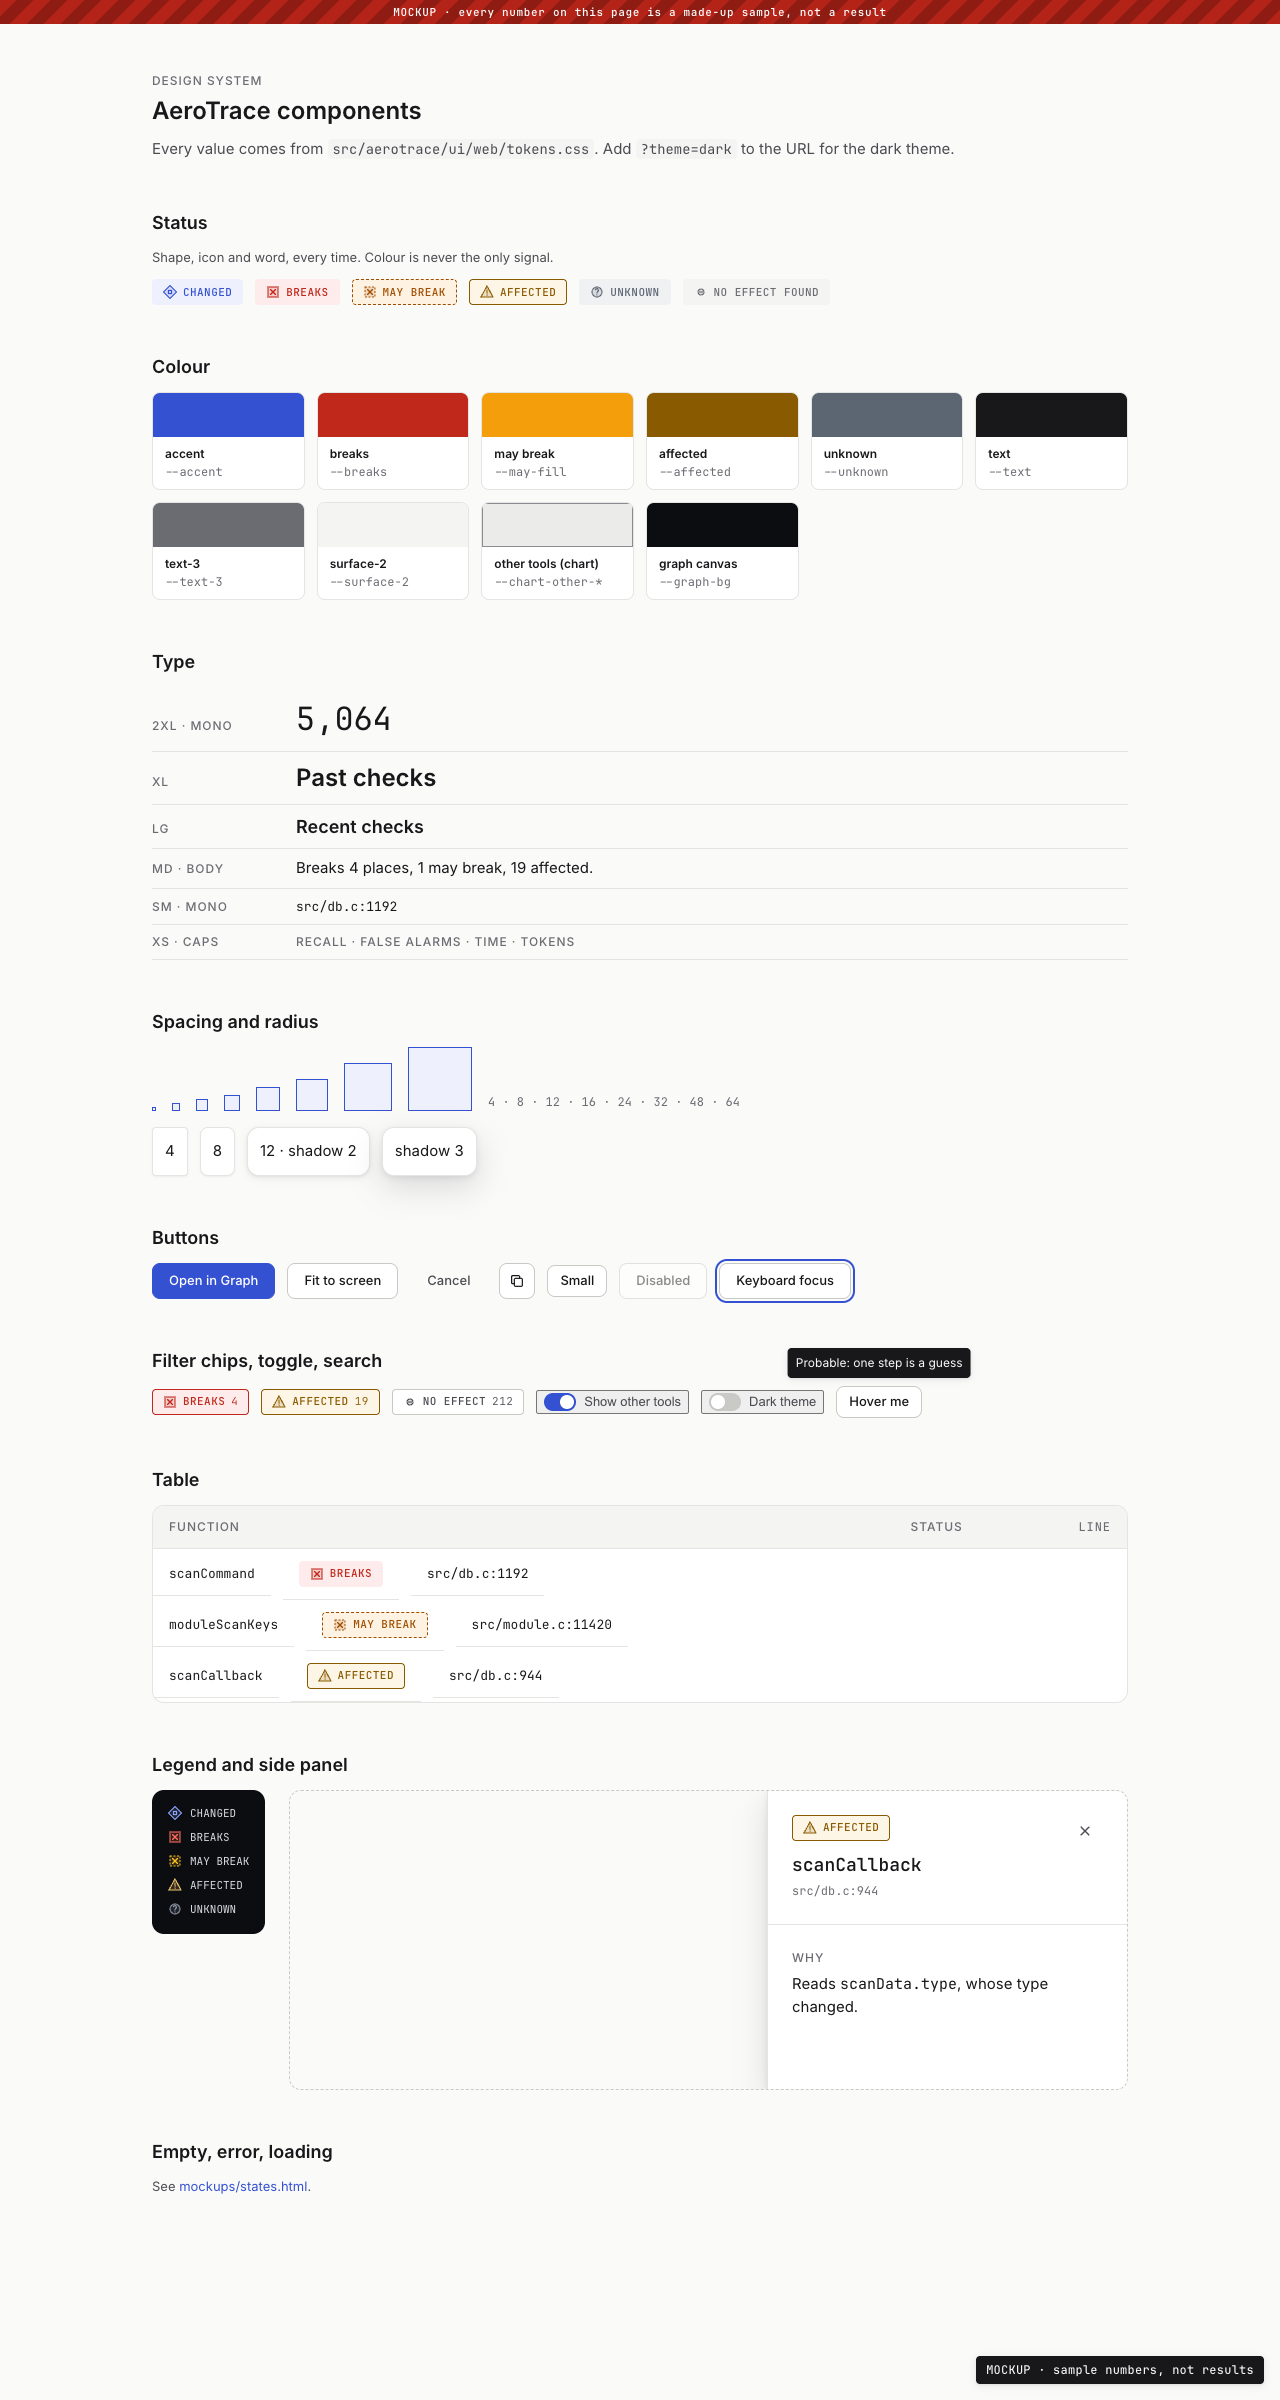 MOCKUP · every number on this page is a made-up sample, not a result
DESIGN SYSTEM
AeroTrace components
Every value comes from src/aerotrace/ui/web/tokens.css. Add ?theme=dark to the URL for the dark theme.
Status
Shape, icon and word, every time. Colour is never the only signal.
CHANGED BREAKS MAY BREAK AFFECTED UNKNOWN NO EFFECT FOUND
Colour
accent breaks may break affected unknown text
--accent --breaks --may-fill --affected --unknown --text
text-3 surface-2 other tools (chart) graph canvas
--text-3 --surface-2 --chart-other-* --graph-bg
Type
2XL · MONO 5,064
XL Past checks
LG Recent checks
MD · BODY Breaks 4 places, 1 may break, 19 affected.
SM · MONO src/db.c:1192
XS · CAPS RECALL · FALSE ALARMS · TIME · TOKENS
Spacing and radius
4 · 8 · 12 · 16 · 24 · 32 · 48 · 64
4 8 12 · shadow 2 shadow 3
Buttons
Open in Graph Fit to screen Cancel Small Disabled Keyboard focus
Filter chips, toggle, search
Probable: one step is a guess
BREAKS 4 AFFECTED 19 NO EFFECT 212 Show other tools Dark theme Hover me
Table
FUNCTION STATUS LINE
scanCommand BREAKS src/db.c:1192
moduleScanKeys MAY BREAK src/module.c:11420
scanCallback AFFECTED src/db.c:944
Legend and side panel
CHANGED
BREAKS
MAY BREAK
AFFECTED
UNKNOWN
AFFECTED ×
scanCallback
src/db.c:944
WHY
Reads scanData.type, whose type
changed.
Empty, error, loading
See mockups/states.html.
MOCKUP · sample numbers, not results